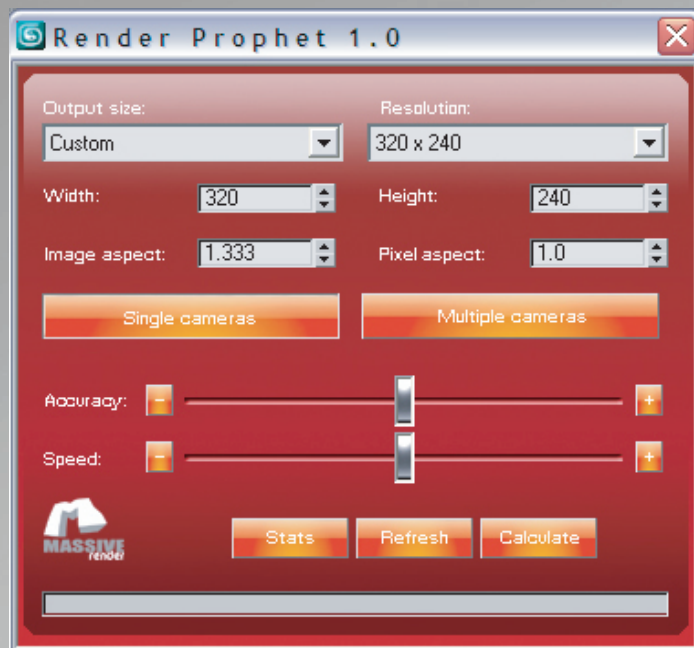 Render Prophet 1.0
Output size: Resolution:
Custom 320 x 240
Width: 320 Height: 240
Image aspect: 1.333 Pixel aspect: 1.0
Single cameras Multiple cameras
Accuracy: - +
Speed: - +
MASSIVE
render
Stats Refresh Calculate